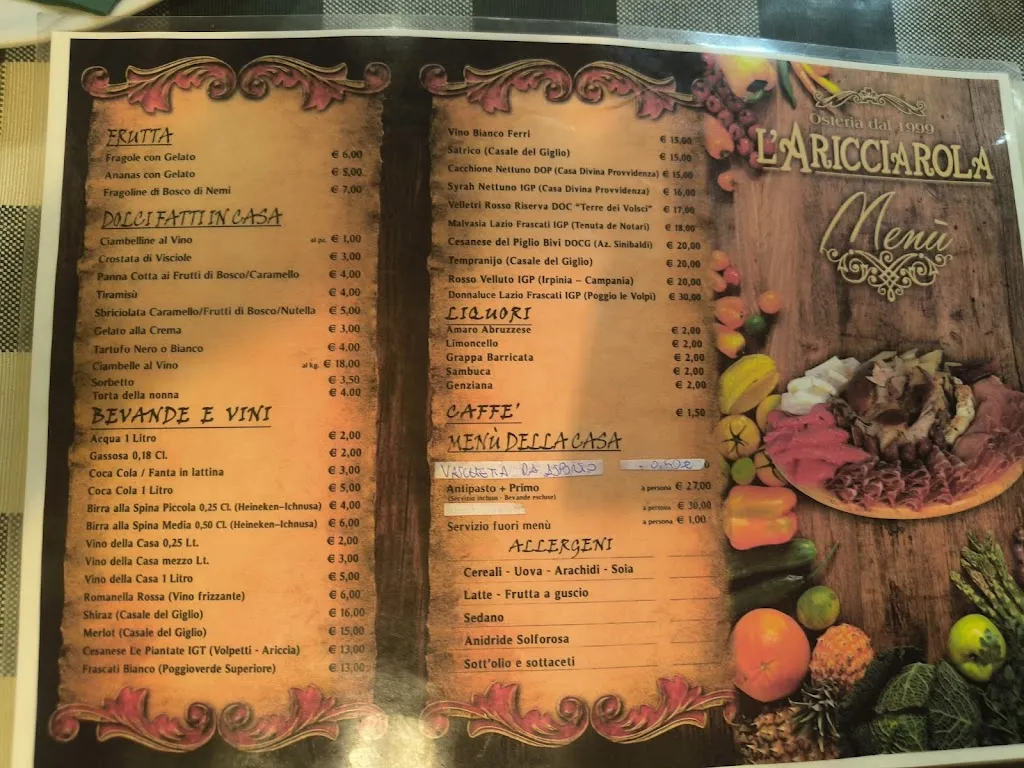 FRUTTA
Fragole con Gelato € 6,00
Ananas con Gelato € 5,00
Fragoline di Bosco di Nemi € 7,00
DOLCI FATTI IN CASA
Ciambelline al Vino al pz. € 1,00
Crostata di Visciole € 3,00
Panna Cotta ai Frutti di Bosco/Caramello € 4,00
Tiramisù € 4,00
Sbriciolata Caramello/Frutti di Bosco/Nutella € 5,00
Gelato alla Crema € 3,00
Tartufo Nero o Bianco € 4,00
Ciambelle al Vino al kg. € 18,00
Sorbetto € 3,50
Torta della nonna € 4,00
BEVANDE E VINI
Acqua 1 Litro € 2,00
Gassosa 0,18 Cl. € 2,00
Coca Cola / Fanta in lattina € 3,00
Coca Cola 1 Litro € 5,00
Birra alla Spina Piccola 0,25 Cl. (Heineken–Ichnusa) € 4,00
Birra alla Spina Media 0,50 Cl. (Heineken–Ichnusa) € 6,00
Vino della Casa 0,25 Lt. € 2,00
Vino della Casa mezzo Lt. € 3,00
Vino della Casa 1 Litro € 5,00
Romanella Rossa (Vino frizzante) € 6,00
Shiraz (Casale del Giglio) € 16,00
Merlot (Casale del Giglio) € 15,00
Cesanese Le Piantate IGT (Volpetti - Ariccia) € 13,00
Frascati Bianco (Poggioverde Superiore) € 13,00
Vino Bianco Ferri € 15,00
Satrico (Casale del Giglio) € 15,00
Cacchione Nettuno DOP (Casa Divina Provvidenza) € 15,00
Syrah Nettuno IGP (Casa Divina Provvidenza) € 16,00
Velletri Rosso Riserva DOC "Terre dei Volsci" € 17,00
Malvasia Lazio Frascati IGP (Tenuta de Notari) € 18,00
Cesanese del Piglio Bivi DOCG (Az. Sinibaldi) € 20,00
Tempranijo (Casale del Giglio) € 20,00
Rosso Velluto IGP (Irpinia – Campania) € 20,00
Donnaluce Lazio Frascati IGP (Poggio le Volpi) € 30,00
LIQUORI
Amaro Abruzzese € 2,00
Limoncello € 2,00
Grappa Barricata € 2,00
Sambuca € 2,00
Genziana € 2,00
CAFFE' € 1,50
MENÙ DELLA CASA
VASCHETTA DA ASPORTO 0,50€
Antipasto + Primo a persona € 27,00
(Servizio incluso - Bevande escluse)
a persona € 30,00
Servizio fuori menù a persona € 1,00
ALLERGENI
Cereali - Uova - Arachidi - Soia
Latte - Frutta a guscio
Sedano
Anidride Solforosa
Sott'olio e sottaceti
Osteria dal 1999
L'ARICCIAROLA
Menù